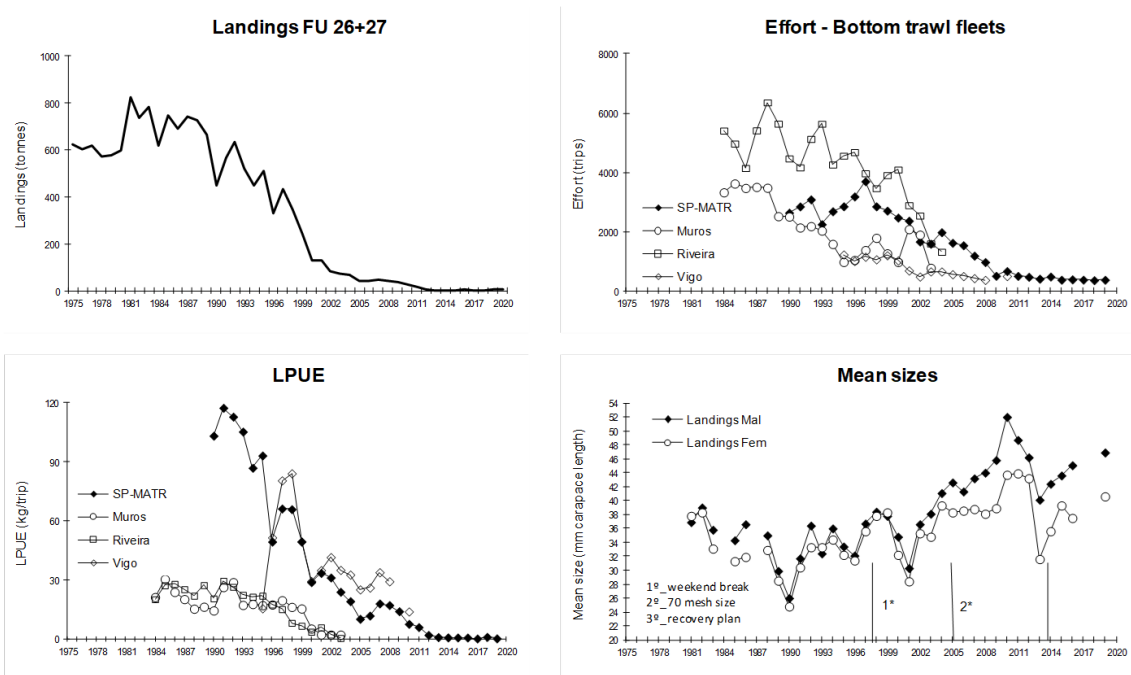 Landings FU 26+27
Landings (tonnes)
1000
800
600
400
200
0
1975 1978 1981 1984 1987 1990 1993 1996 1999 2002 2005 2008 2011 2014 2017 2020
Effort - Bottom trawl fleets
Effort (trips)
8000
6000
4000
2000
0
SP-MATR
Muros
Riveira
Vigo
1975 1978 1981 1984 1987 1990 1993 1996 1999 2002 2005 2008 2011 2014 2017 2020
LPUE
LPUE (kg/trip)
120
90
60
30
0
SP-MATR
Muros
Riveira
Vigo
1975 1978 1981 1984 1987 1990 1993 1996 1999 2002 2005 2008 2011 2014 2017 2020
Mean sizes
Mean size (mm carapace length)
54
52
50
48
46
44
42
40
38
36
34
32
30
28
26
24
22
20
Landings Mal
Landings Fem
1º_weekend break
2º_70 mesh size
3º_recovery plan
1*
2*
1975 1978 1981 1984 1987 1990 1993 1996 1999 2002 2005 2008 2011 2014 2017 2020